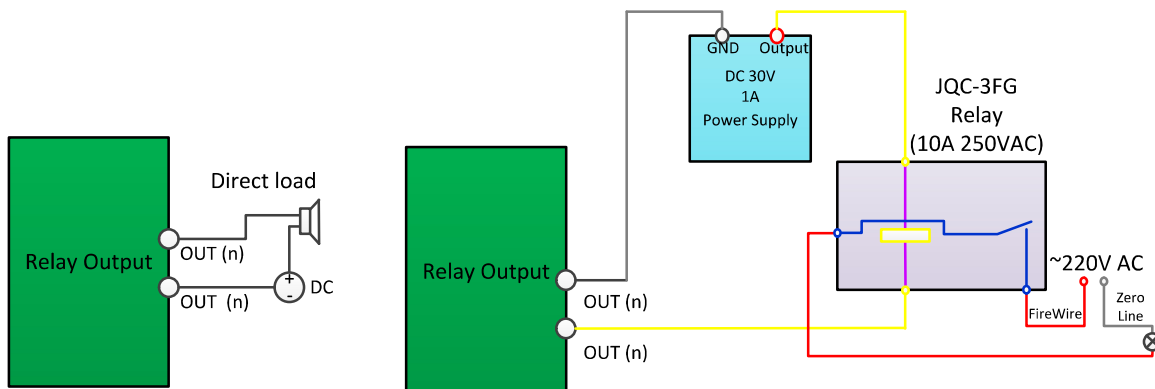 Relay Output
Direct load
OUT (n)
OUT  (n)
+
-
DC
Relay Output
OUT (n)
OUT (n)
GND
Output
DC 30V
1A
Power Supply
JQC-3FG
Relay
(10A 250VAC)
~220V AC
FireWire
Zero
Line